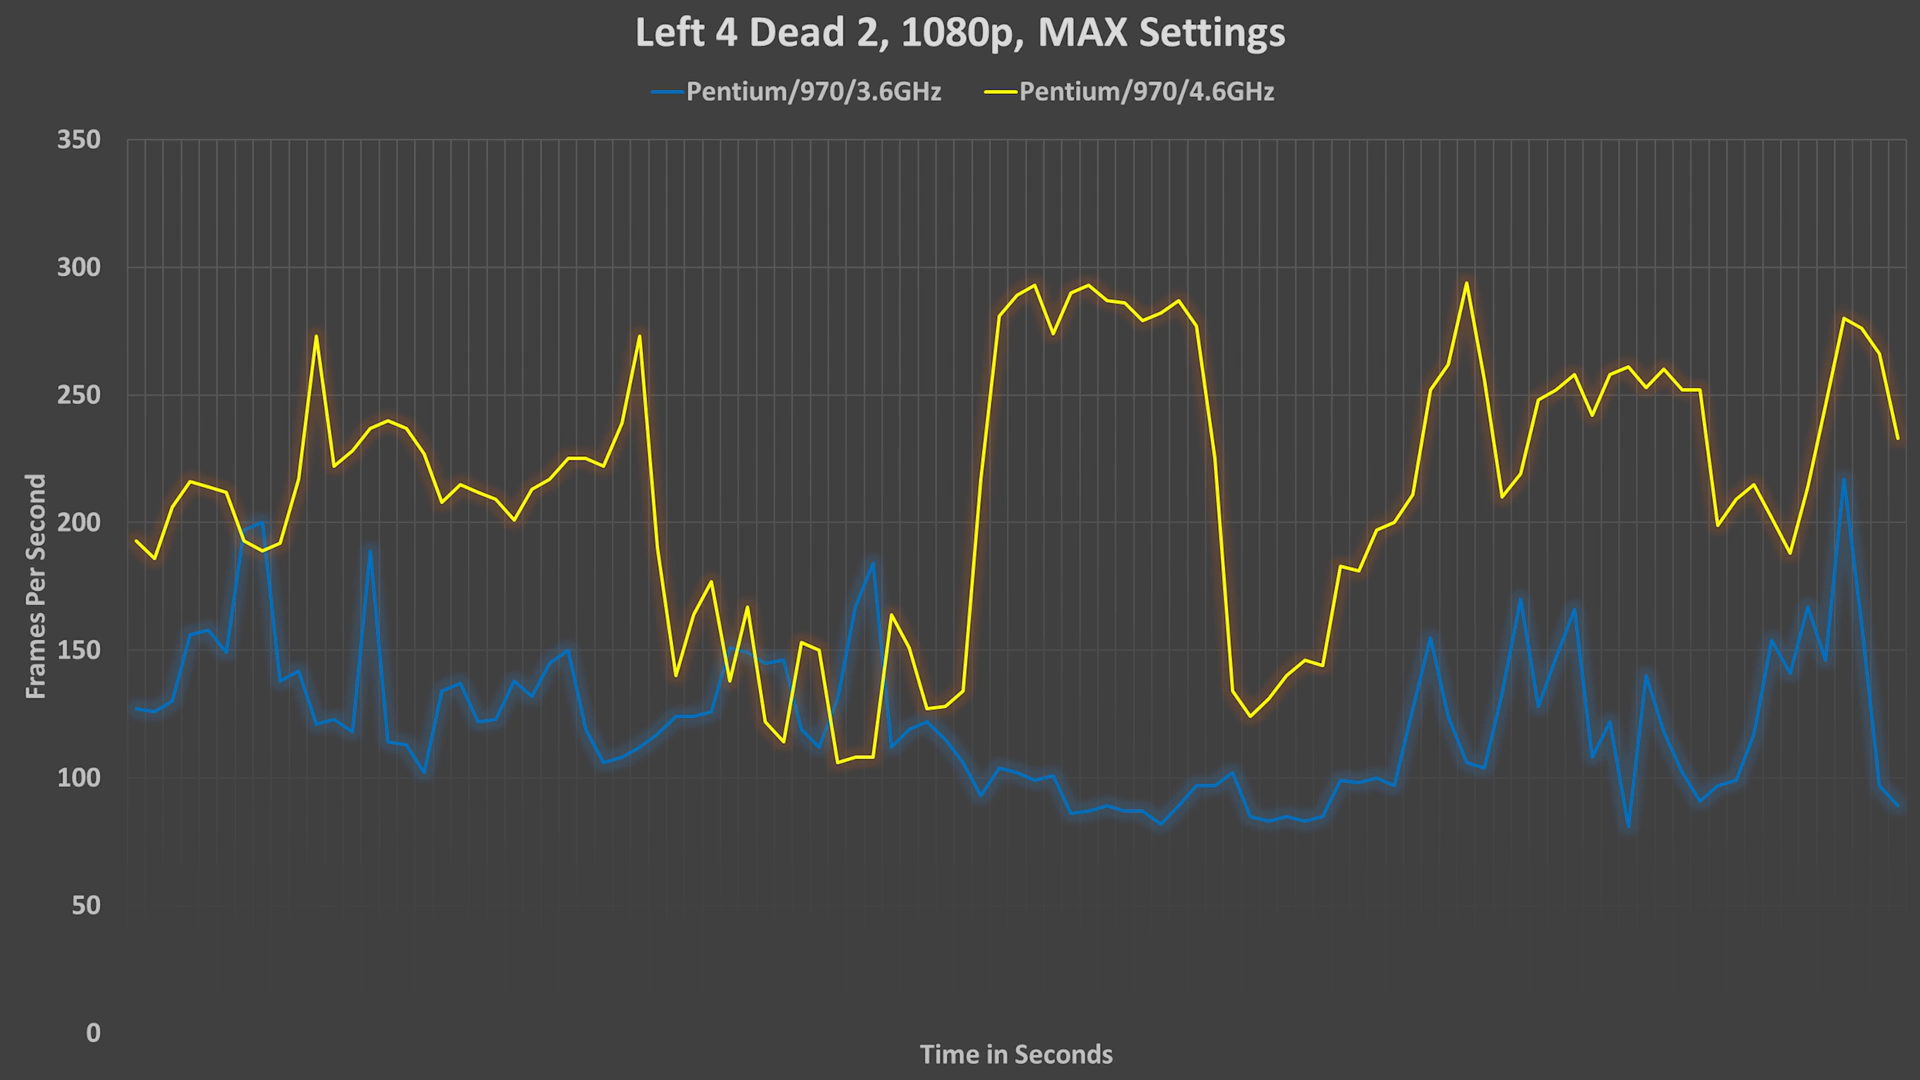 Left 4 Dead 2, 1080p, MAX Settings
Pentium/970/3.6GHz
Pentium/970/4.6GHz
350
300
250
200
150
100
50
0
Frames Per Second
Time in Seconds